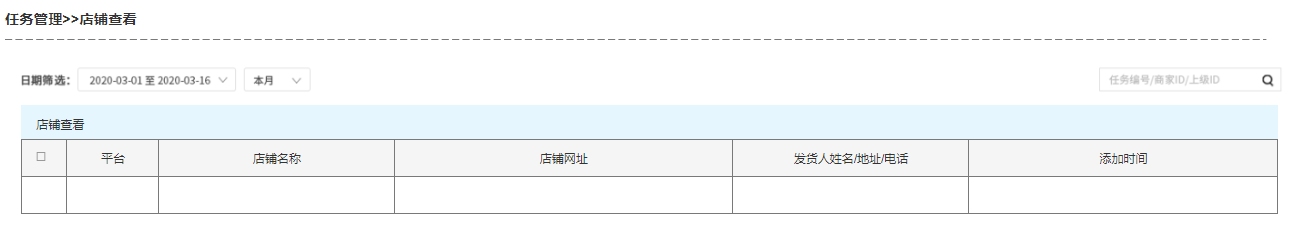 任务管理>>店铺查看
日期筛选： 2020-03-01 至 2020-03-16 本月 任务编号/商家ID/上级ID
店铺查看
平台 店铺名称 店铺网址 发货人姓名/地址/电话 添加时间